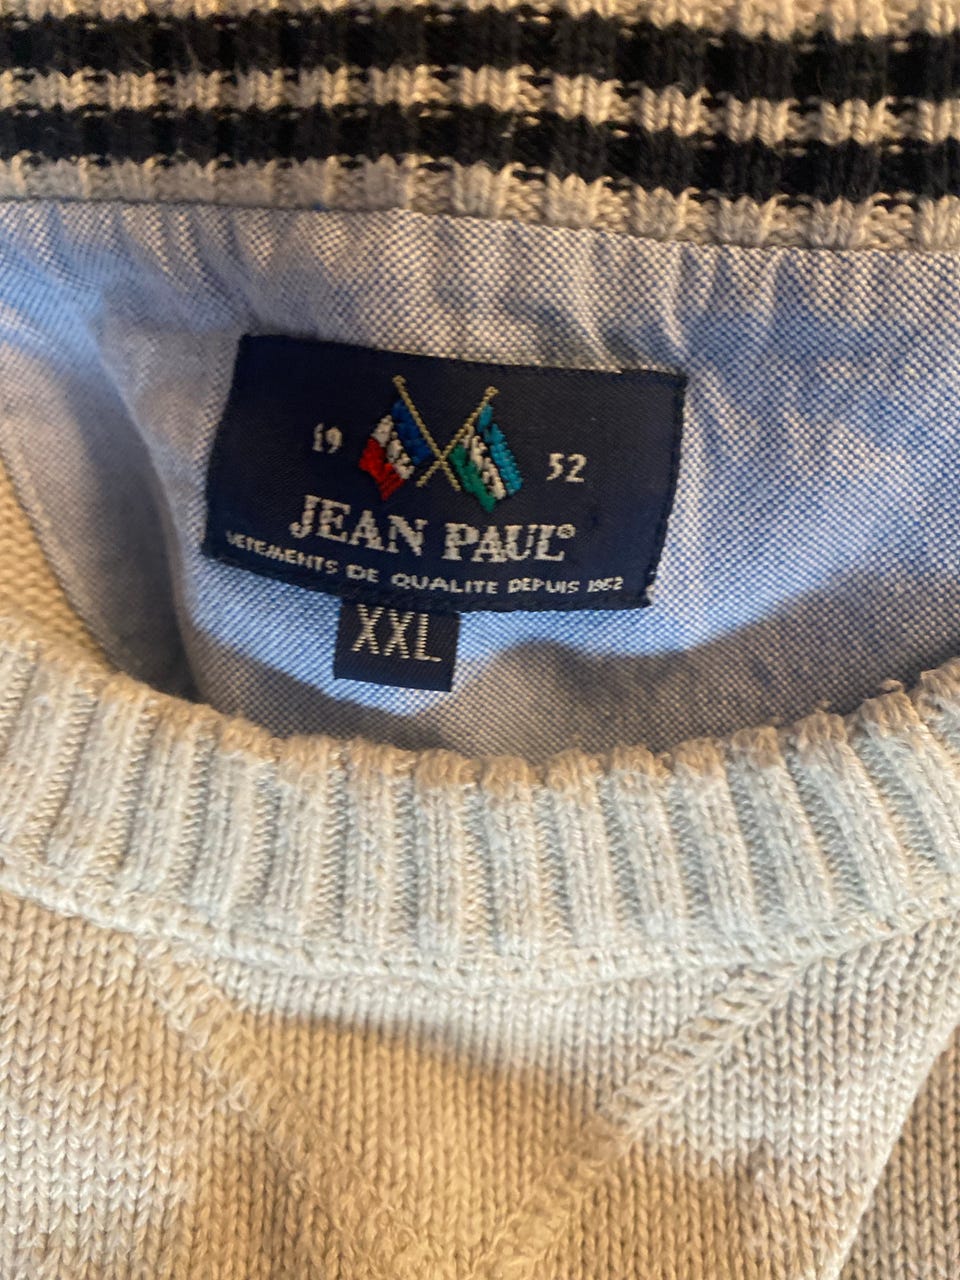 19 52
JEAN PAUL®
VETEMENTS DE QUALITE DEPUIS 1952
XXL